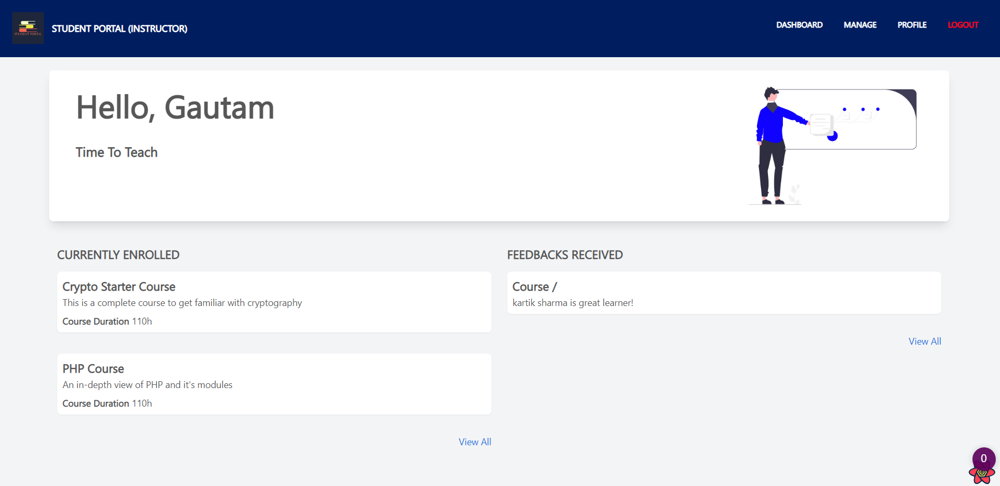 STUDENT PORTAL
STUDENT PORTAL (INSTRUCTOR)
DASHBOARD
MANAGE
PROFILE
LOGOUT
Hello, Gautam
Time To Teach
CURRENTLY ENROLLED
Crypto Starter Course
This is a complete course to get familiar with cryptography
Course Duration 110h
PHP Course
An in-depth view of PHP and it's modules
Course Duration 110h
View All
FEEDBACKS RECEIVED
Course /
kartik sharma is great learner!
View All
0